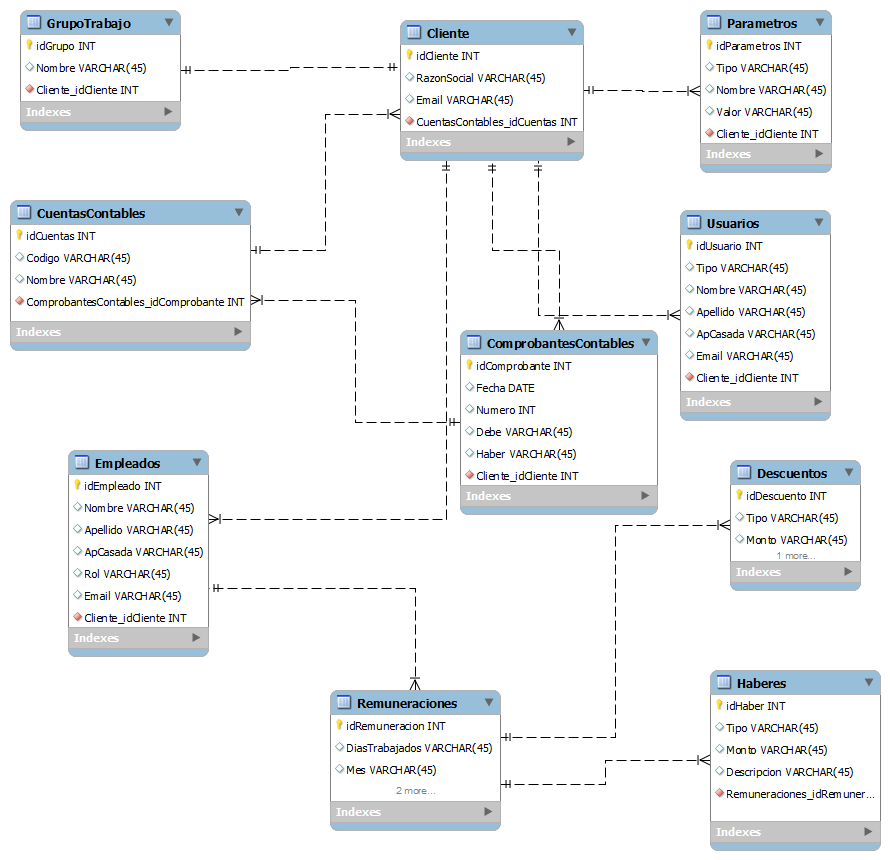 GrupoTrabajo
idGrupo INT
Nombre VARCHAR(45)
Cliente_idCliente INT
Indexes
Cliente
idCliente INT
RazonSocial VARCHAR(45)
Email VARCHAR(45)
CuentasContables_idCuentas INT
Indexes
Parametros
idParametros INT
Tipo VARCHAR(45)
Nombre VARCHAR(45)
Valor VARCHAR(45)
Cliente_idCliente INT
Indexes
CuentasContables
idCuentas INT
Codigo VARCHAR(45)
Nombre VARCHAR(45)
ComprobantesContables_idComprobante INT
Indexes
Usuarios
idUsuario INT
Tipo VARCHAR(45)
Nombre VARCHAR(45)
Apellido VARCHAR(45)
ApCasada VARCHAR(45)
Email VARCHAR(45)
Cliente_idCliente INT
Indexes
ComprobantesContables
idComprobante INT
Fecha DATE
Numero INT
Debe VARCHAR(45)
Haber VARCHAR(45)
Cliente_idCliente INT
Indexes
Empleados
idEmpleado INT
Nombre VARCHAR(45)
Apellido VARCHAR(45)
ApCasada VARCHAR(45)
Rol VARCHAR(45)
Email VARCHAR(45)
Cliente_idCliente INT
Indexes
Descuentos
idDescuento INT
Tipo VARCHAR(45)
Monto VARCHAR(45)
1 more...
Indexes
Remuneraciones
idRemuneracion INT
DiasTrabajados VARCHAR(45)
Mes VARCHAR(45)
2 more...
Indexes
Haberes
idHaber INT
Tipo VARCHAR(45)
Monto VARCHAR(45)
Descripcion VARCHAR(45)
Remuneraciones_idRemuner...
Indexes